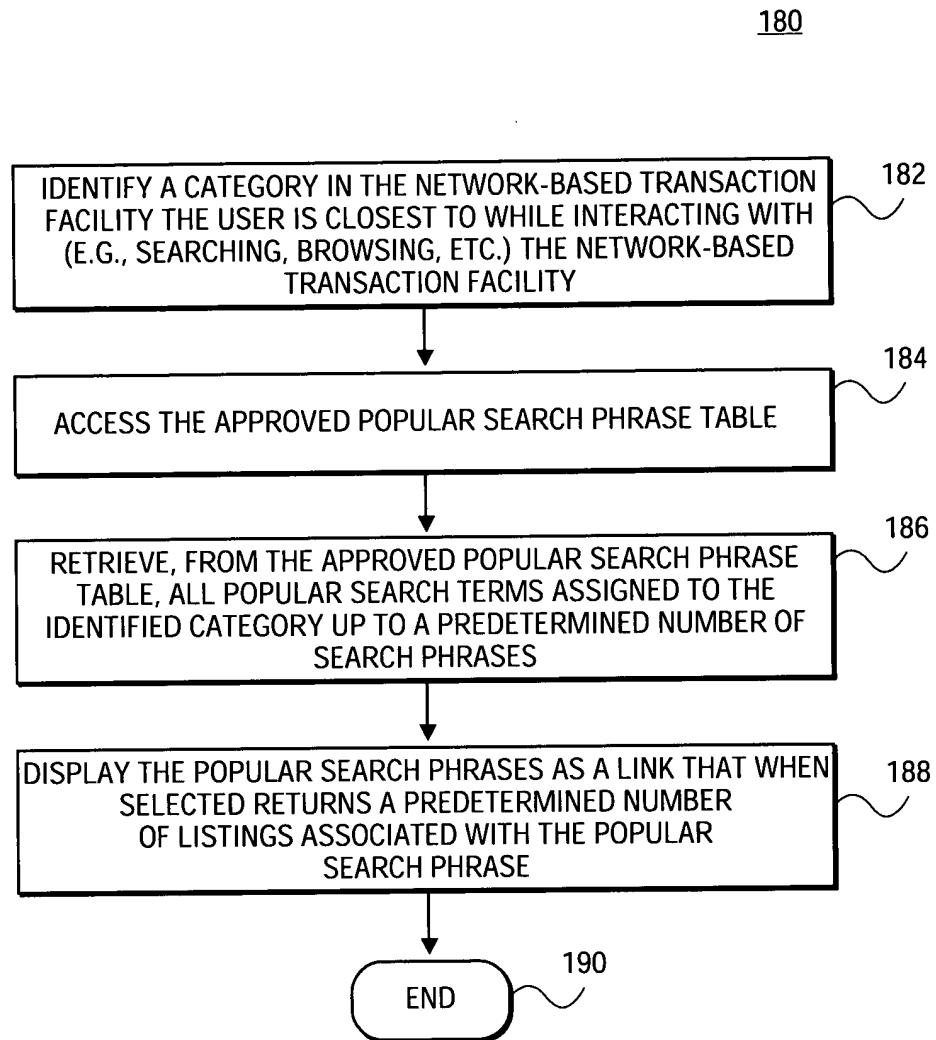 180
IDENTIFY A CATEGORY IN THE NETWORK-BASED TRANSACTION
FACILITY THE USER IS CLOSEST TO WHILE INTERACTING WITH
(E.G., SEARCHING, BROWSING, ETC.) THE NETWORK-BASED
TRANSACTION FACILITY
182
ACCESS THE APPROVED POPULAR SEARCH PHRASE TABLE
184
RETRIEVE, FROM THE APPROVED POPULAR SEARCH PHRASE
TABLE, ALL POPULAR SEARCH TERMS ASSIGNED TO THE
IDENTIFIED CATEGORY UP TO A PREDETERMINED NUMBER OF
SEARCH PHRASES
186
DISPLAY THE POPULAR SEARCH PHRASES AS A LINK THAT WHEN
SELECTED RETURNS A PREDETERMINED NUMBER
OF LISTINGS ASSOCIATED WITH THE POPULAR
SEARCH PHRASE
188
END
190